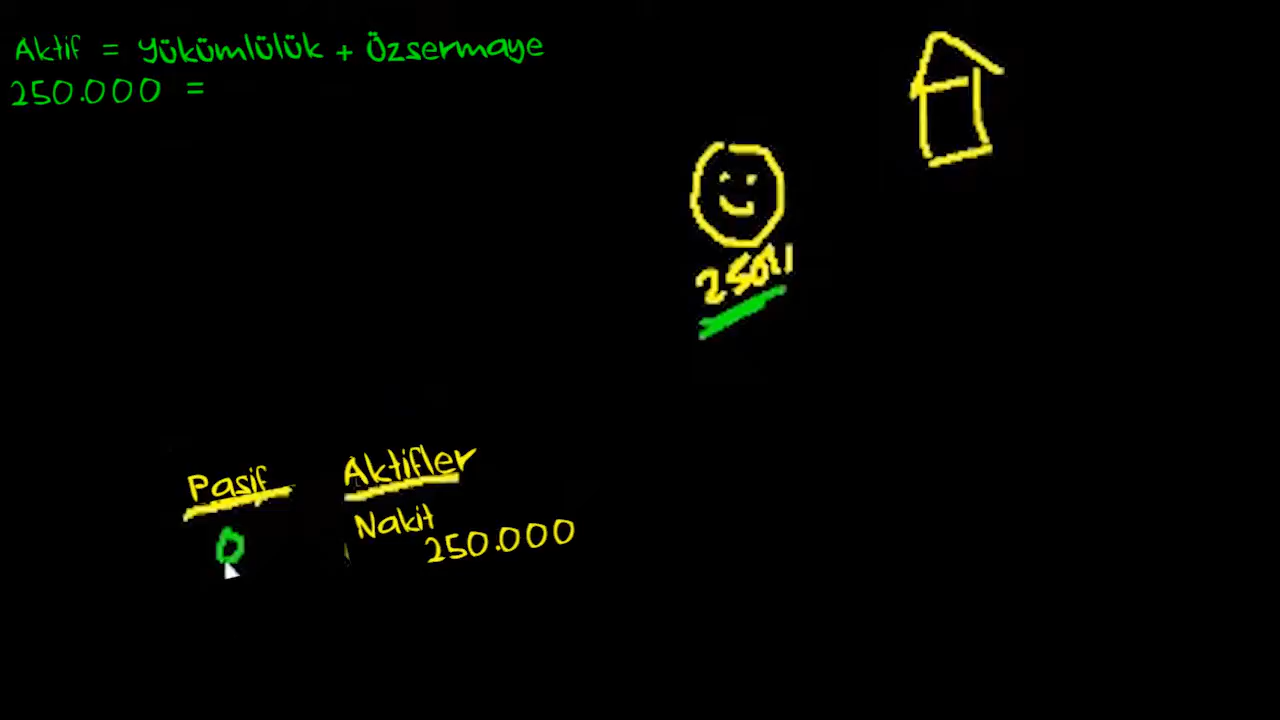 Aktif = Yükümlülük + Özsermaye
250.000 =
Pasif
Aktifler
0
Nakit
250.000